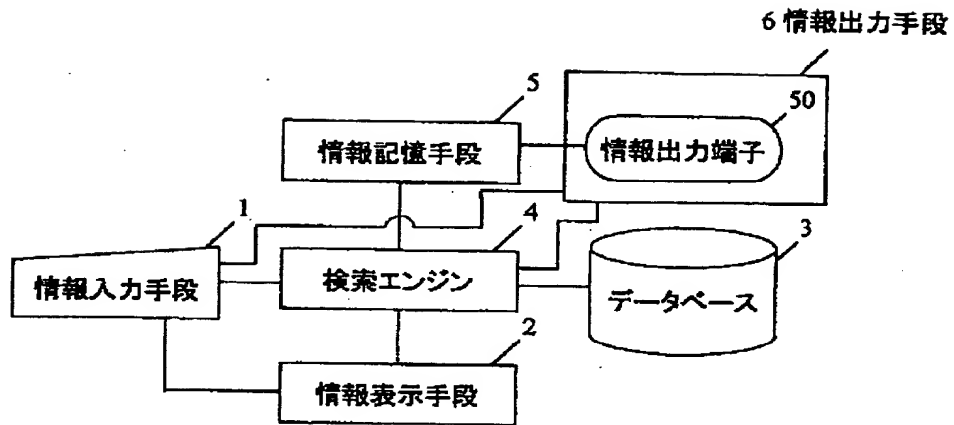 6 情報出力手段
5
情報記憶手段
50
情報出力端子
1
情報入力手段
4
検索エンジン
3
データベース
2
情報表示手段